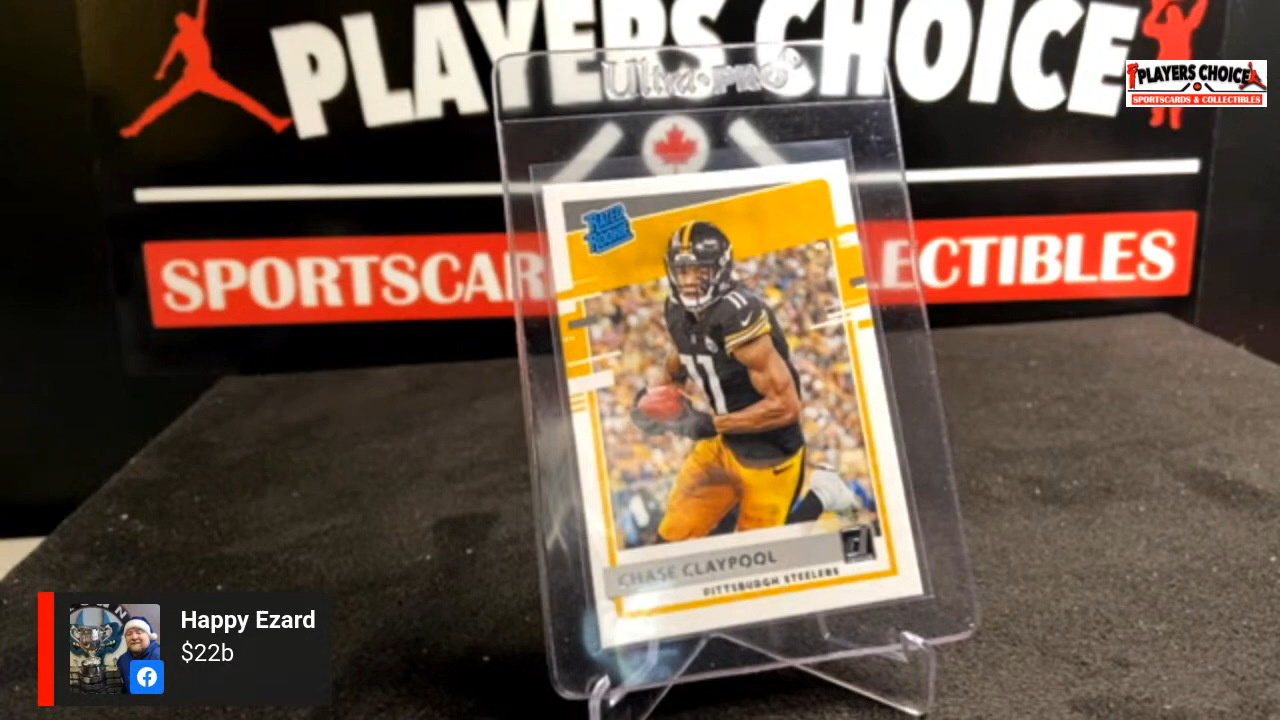 PLAYERS CHOICE
Ultra·PRO®
PLAYERS CHOICE
SPORTSCARDS & COLLECTIBLES
SPORTSCAR
ECTIBLES
RATED
ROOKIE
11
11
CHASE CLAYPOOL
PITTSBURGH STEELERS
Happy Ezard
$22b